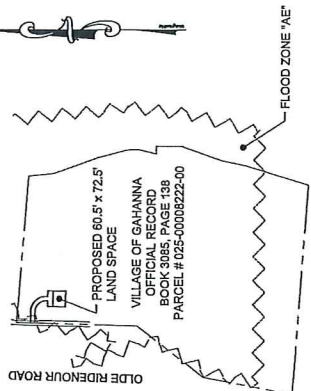 FLOOD ZONE "AE"
PROPOSED 60.5' x 72.5'
LAND SPACE
VILLAGE OF GAHANNA
OFFICIAL RECORD
BOOK 3085, PAGE 138
PARCEL # 025-00008222-00
OLDE RIDENOUR ROAD